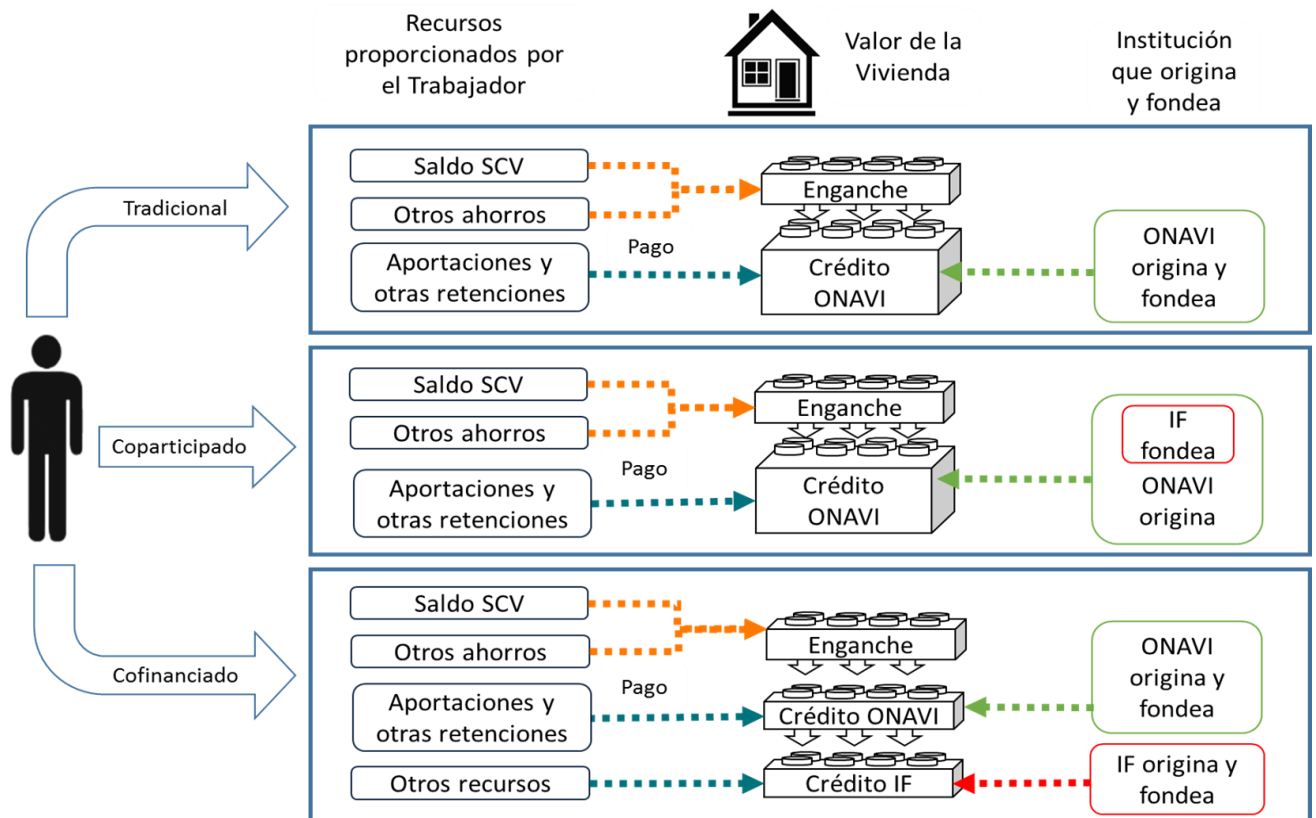 Recursos
proporcionados por
el Trabajador
Valor de la
Vivienda
Institución
que origina
y fondea
Tradicional
Saldo SCV
Otros ahorros
Aportaciones y
otras retenciones
Pago
Enganche
Crédito
ONAVI
ONAVI
origina y
fondea
Coparticipado
Saldo SCV
Otros ahorros
Aportaciones y
otras retenciones
Pago
Enganche
Crédito
ONAVI
IF
fondea
ONAVI
origina
Cofinanciado
Saldo SCV
Otros ahorros
Aportaciones y
otras retenciones
Otros recursos
Pago
Enganche
Crédito ONAVI
Crédito IF
ONAVI
origina y
fondea
IF origina y
fondea